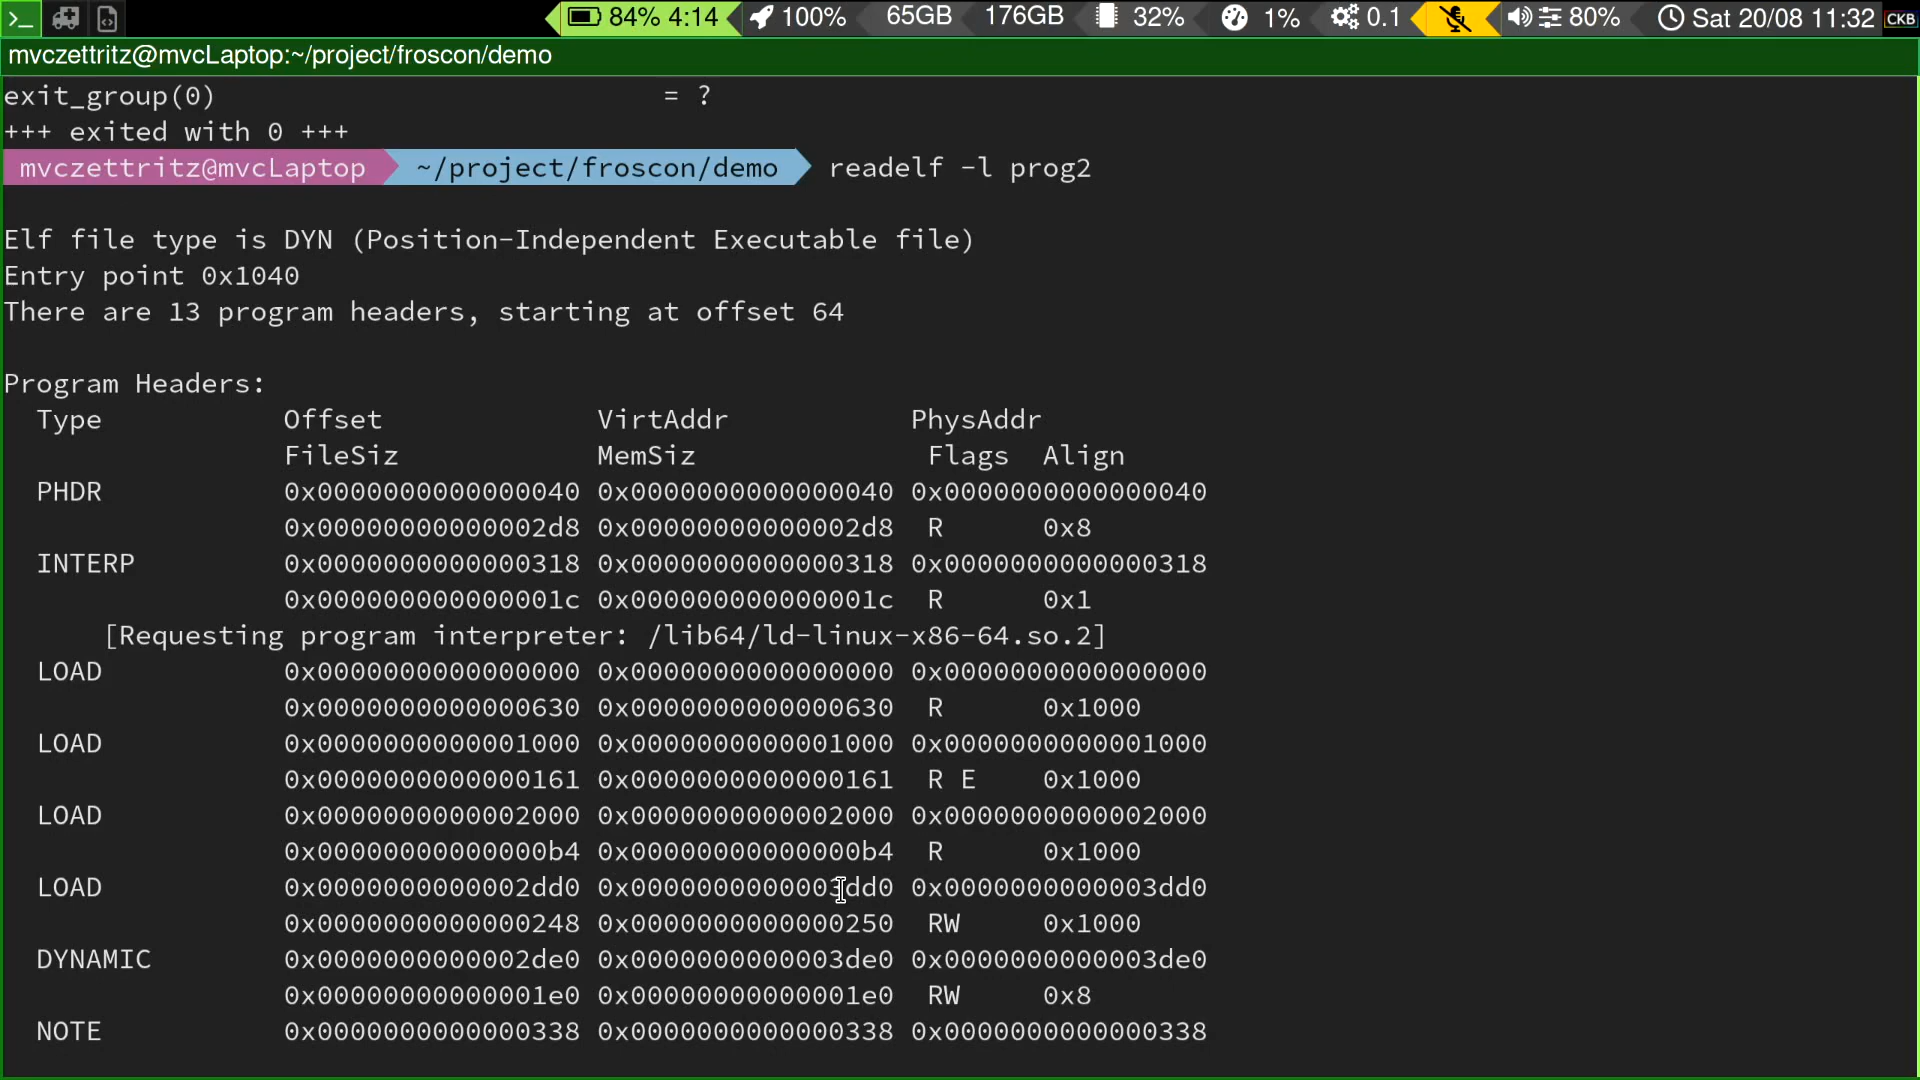 84% 4:14 100% 65GB 176GB 32% 1% 0.1 80% Sat 20/08 11:32 CKB
mvczettritz@mvcLaptop:~/project/froscon/demo
exit_group(0) = ?
+++ exited with 0 +++
mvczettritz@mvcLaptop ~/project/froscon/demo readelf -l prog2
Elf file type is DYN (Position-Independent Executable file)
Entry point 0x1040
There are 13 program headers, starting at offset 64
Program Headers:
Type Offset VirtAddr PhysAddr
FileSiz MemSiz Flags Align
PHDR 0x0000000000000040 0x0000000000000040 0x0000000000000040
0x00000000000002d8 0x00000000000002d8 R 0x8
INTERP 0x0000000000000318 0x0000000000000318 0x0000000000000318
0x000000000000001c 0x000000000000001c R 0x1
[Requesting program interpreter: /lib64/ld-linux-x86-64.so.2]
LOAD 0x0000000000000000 0x0000000000000000 0x0000000000000000
0x0000000000000630 0x0000000000000630 R 0x1000
LOAD 0x0000000000001000 0x0000000000001000 0x0000000000001000
0x0000000000000161 0x0000000000000161 R E 0x1000
LOAD 0x0000000000002000 0x0000000000002000 0x0000000000002000
0x00000000000000b4 0x00000000000000b4 R 0x1000
LOAD 0x0000000000002dd0 0x0000000000003dd0 0x0000000000003dd0
0x0000000000000248 0x0000000000000250 RW 0x1000
DYNAMIC 0x0000000000002de0 0x0000000000003de0 0x0000000000003de0
0x00000000000001e0 0x00000000000001e0 RW 0x8
NOTE 0x0000000000000338 0x0000000000000338 0x0000000000000338